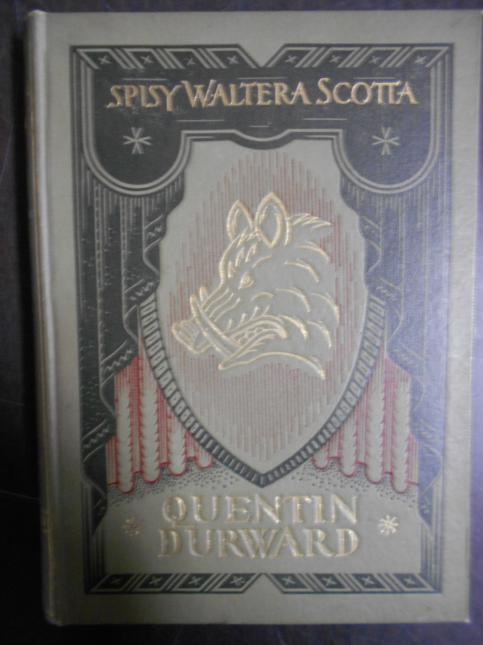 SPISY WALTERA SCOTTA
QUENTIN
DURWARD